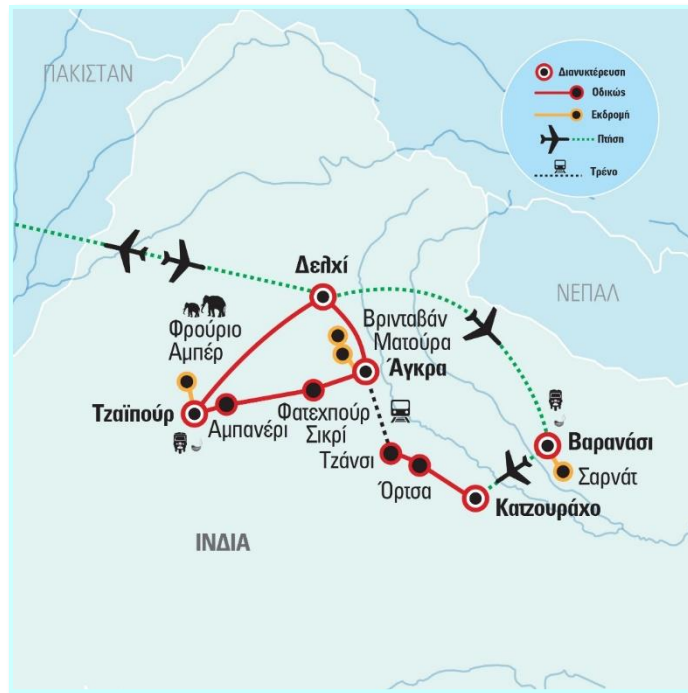 ΠΑΚΙΣΤΑΝ
Διανυκτέρευση
Οδικώς
Εκδρομή
Πτήση
Τρένο
Δελχί
ΝΕΠΑΛ
Φρούριο
Αμπέρ
Βρινταβάν
Ματούρα
Άγκρα
Τζαϊπούρ
Αμπανέρι
Φατεχπούρ
Σικρί
Τζάνσι
Όρτσα
Βαρανάσι
Σαρνάτ
Κατζουράχο
ΙΝΔΙΑ